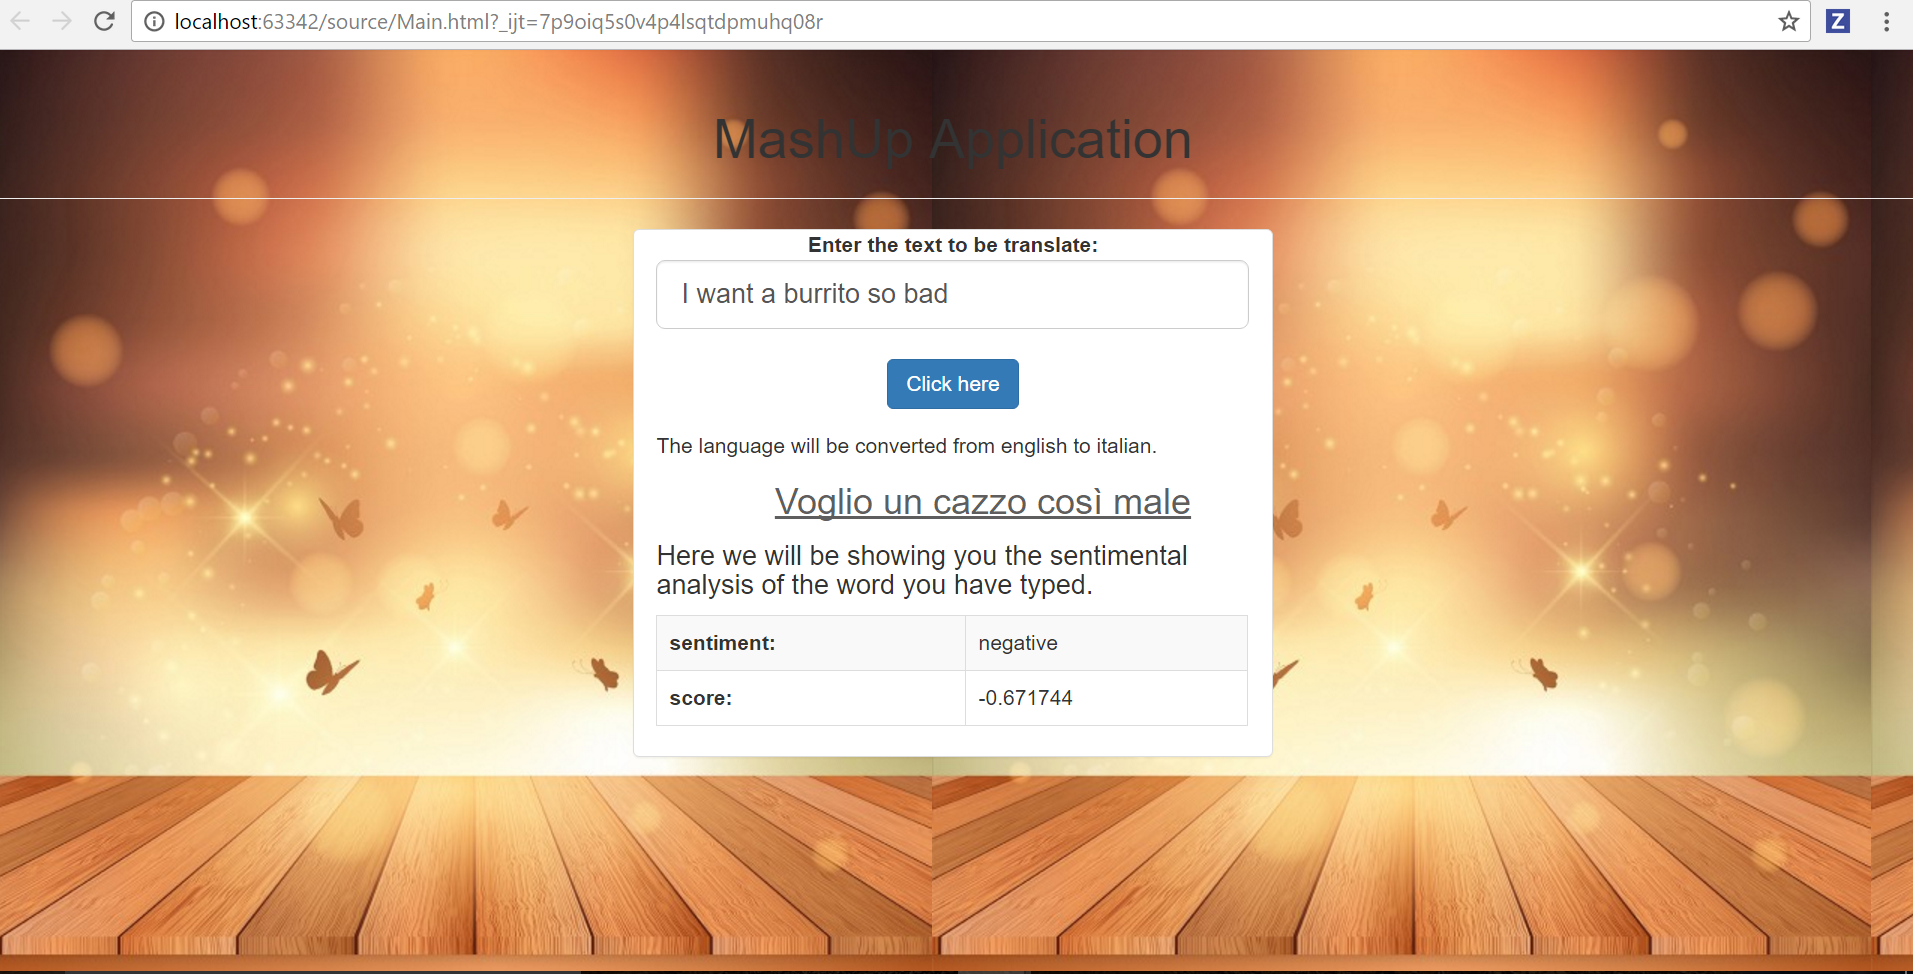 localhost:63342/source/Main.html?_ijt=7p9oiq5s0v4p4lsqtdpmuhq08r
Z
MashUp Application
Enter the text to be translate:
I want a burrito so bad
Click here
The language will be converted from english to italian.
Voglio un cazzo così male
Here we will be showing you the sentimental
analysis of the word you have typed.
sentiment: negative
score: -0.671744